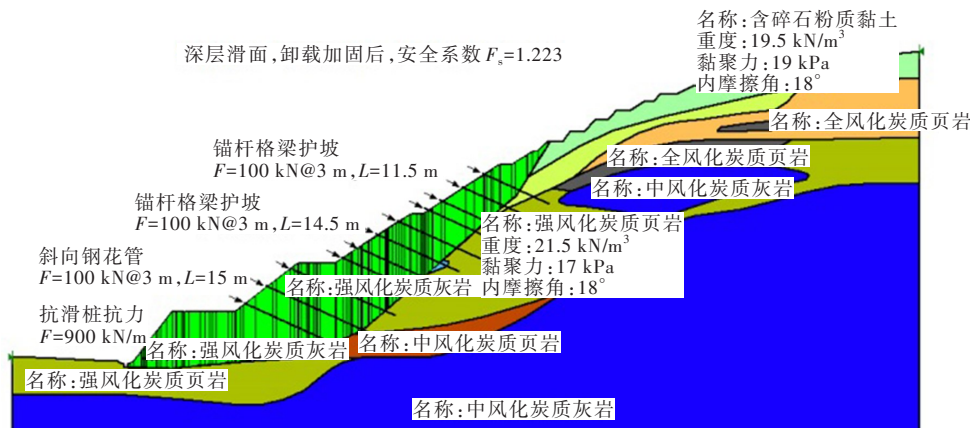 深层滑面,卸载加固后,安全系数Fs=1.223
名称:含碎石粉质黏土
重度:19.5 kN/m³
黏聚力:19 kPa
内摩擦角:18°
名称:全风化炭质页岩
名称:全风化炭质页岩
名称:中风化炭质灰岩
锚杆格梁护坡
F=100 kN@3 m,L=11.5 m
锚杆格梁护坡
F=100 kN@3 m,L=14.5 m
名称:强风化炭质页岩
重度:21.5 kN/m³
黏聚力:17 kPa
内摩擦角:18°
斜向钢花管
F=100 kN@3 m,L=15 m
名称:强风化炭质灰岩
抗滑桩抗力
F=900 kN/m
名称:强风化炭质灰岩
名称:中风化炭质页岩
名称:强风化炭质页岩
名称:中风化炭质灰岩